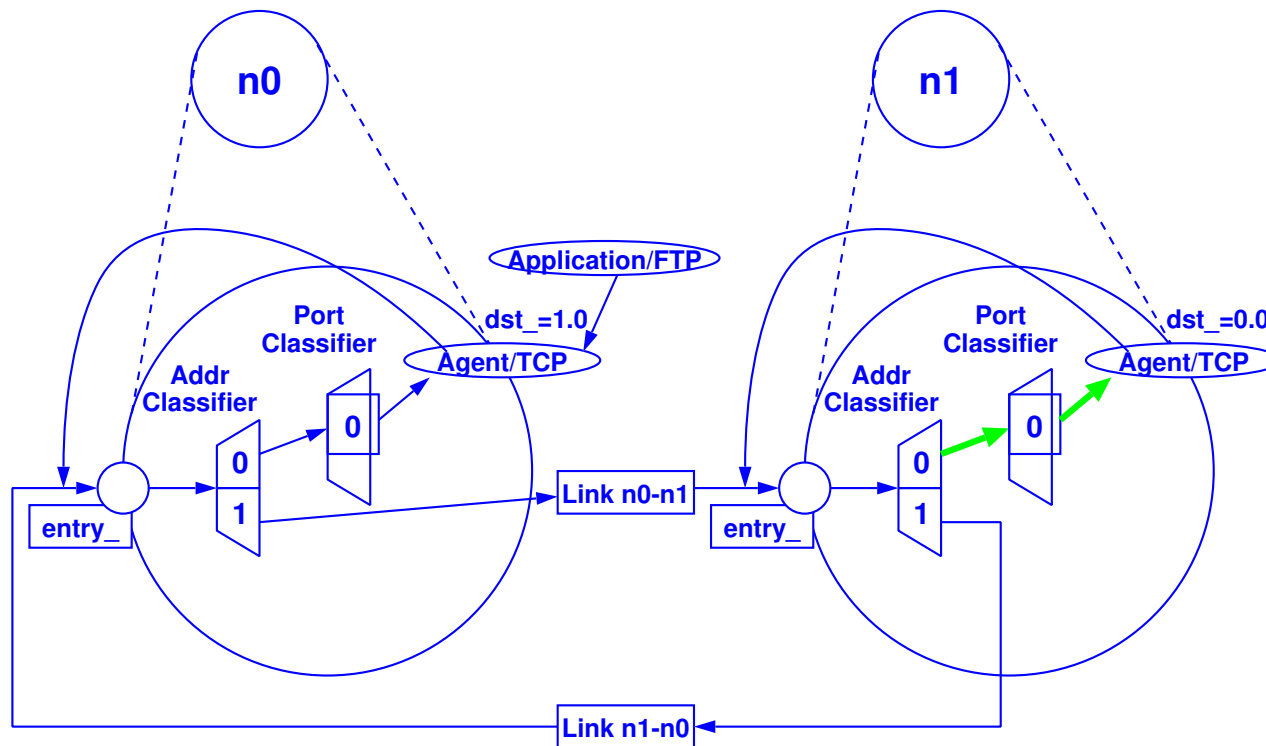 n0
n1
Application/FTP
Port
Classifier
dst_=1.0
Agent/TCP
Addr
Classifier
0
0
1
entry_
Link n0-n1
Port
Classifier
dst_=0.0
Agent/TCP
Addr
Classifier
0
0
1
entry_
Link n1-n0